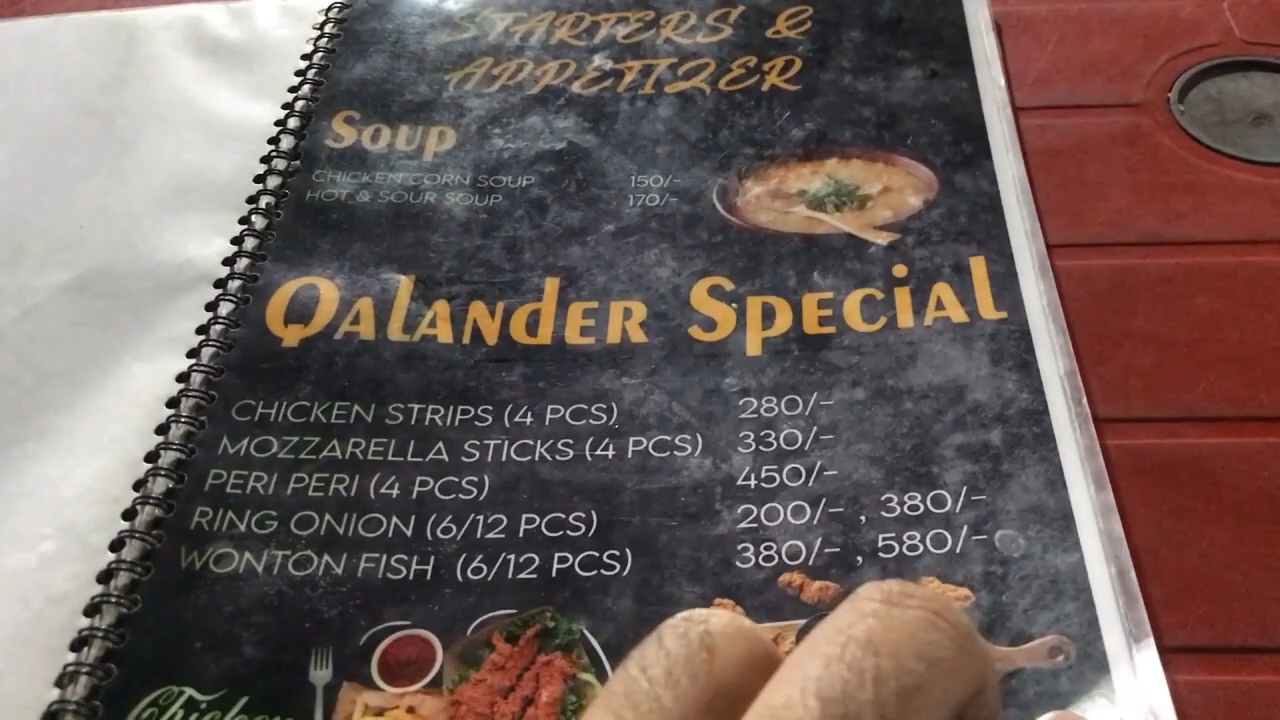 STARTERS &
APPETIZER
Soup
CHICKEN CORN SOUP 150/-
HOT & SOUR SOUP 170/-
QALANDER SPECIAL
CHICKEN STRIPS (4 PCS) 280/-
MOZZARELLA STICKS (4 PCS) 330/-
PERI PERI (4 PCS) 450/-
RING ONION (6/12 PCS) 200/- , 380/-
WONTON FISH (6/12 PCS) 380/- , 580/-
Chicken